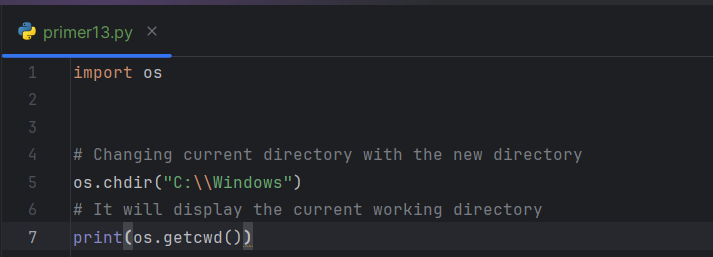 primer13.py ×
1 import os
2
3
4 # Changing current directory with the new directory
5 os.chdir("C:\\Windows")
6 # It will display the current working directory
7 print(os.getcwd())